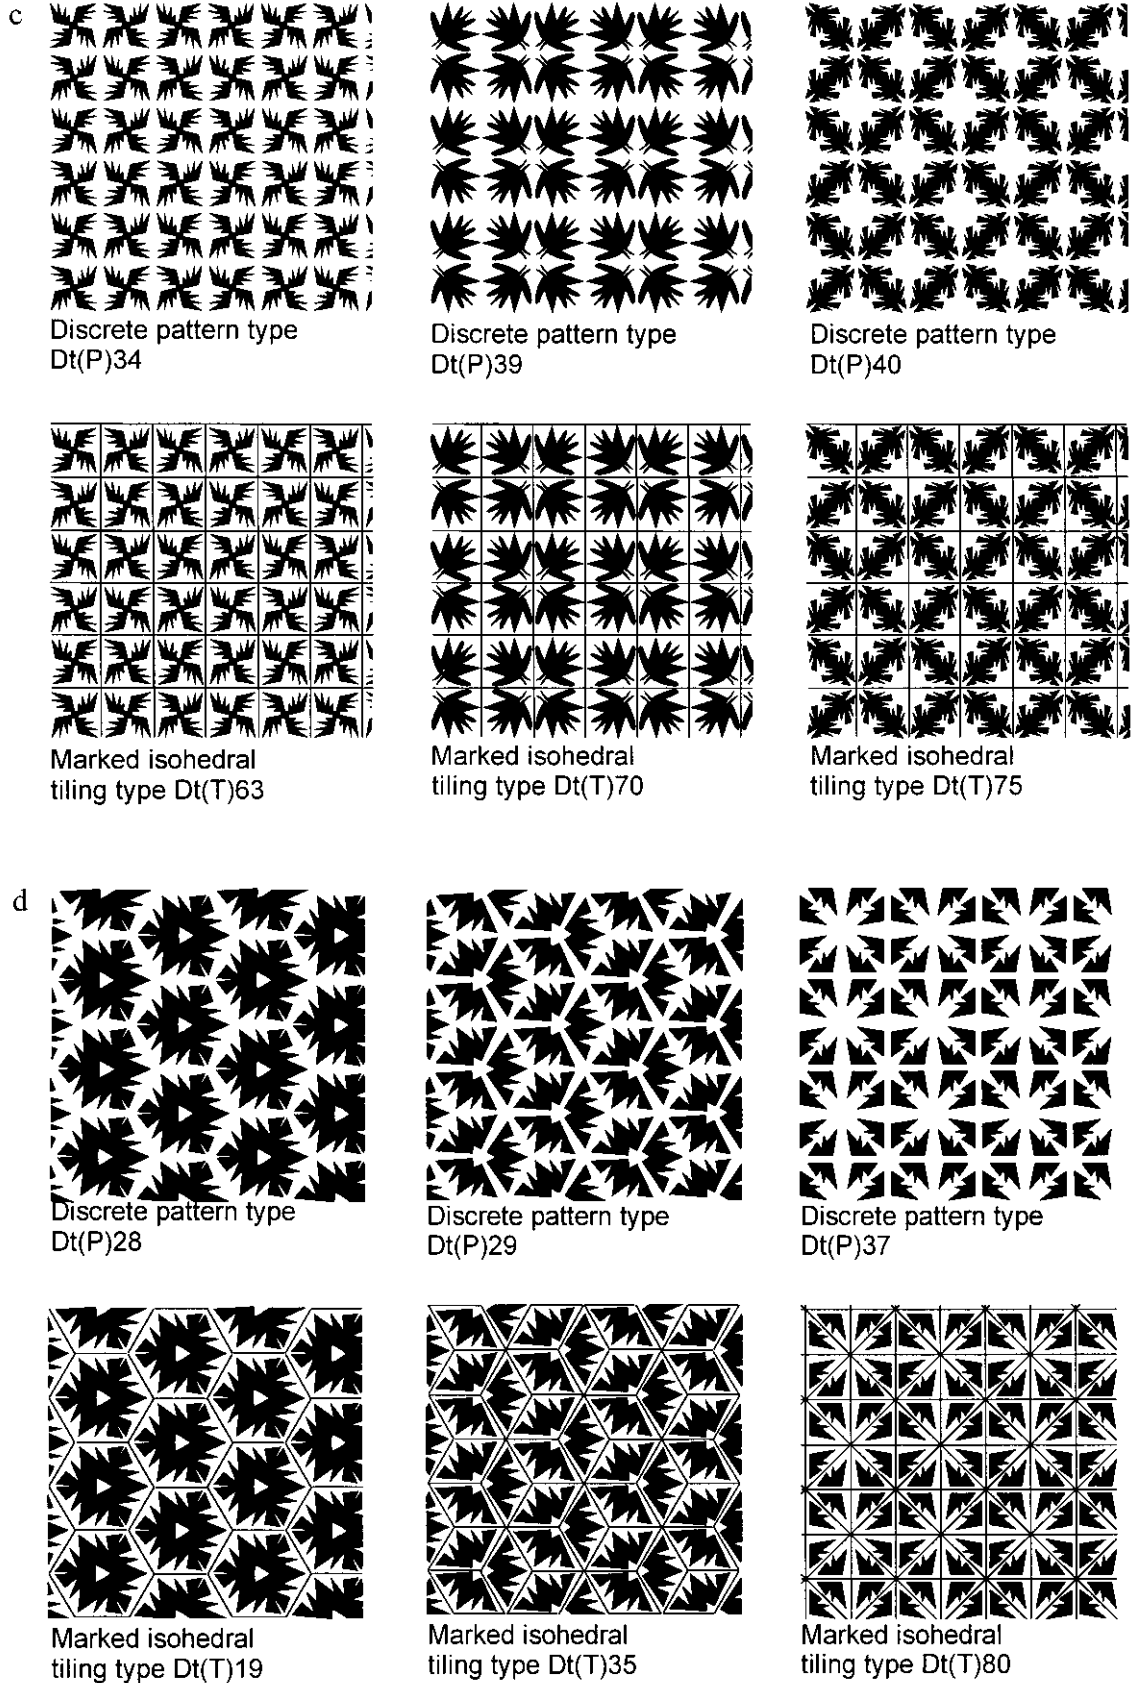 c
Discrete pattern type
Dt(P)34
Discrete pattern type
Dt(P)39
Discrete pattern type
Dt(P)40
Marked isohedral
tiling type Dt(T)63
Marked isohedral
tiling type Dt(T)70
Marked isohedral
tiling type Dt(T)75
d
Discrete pattern type
Dt(P)28
Discrete pattern type
Dt(P)29
Discrete pattern type
Dt(P)37
Marked isohedral
tiling type Dt(T)19
Marked isohedral
tiling type Dt(T)35
Marked isohedral
tiling type Dt(T)80